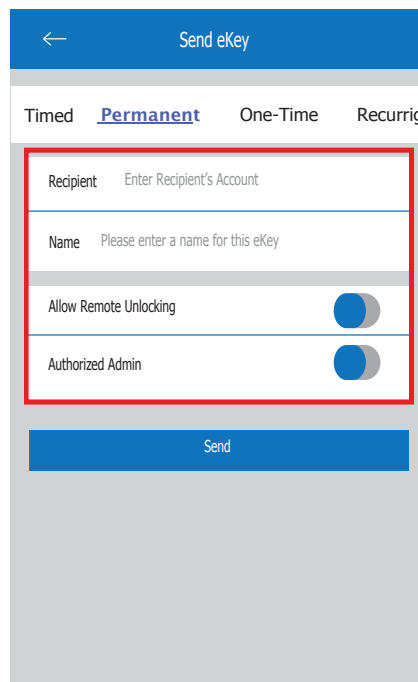 Send eKey
Timed Permanent One-Time Recurrig
Recipient Enter Recipient's Account
Name Please enter a name for this eKey
Allow Remote Unlocking
Authorized Admin
Send